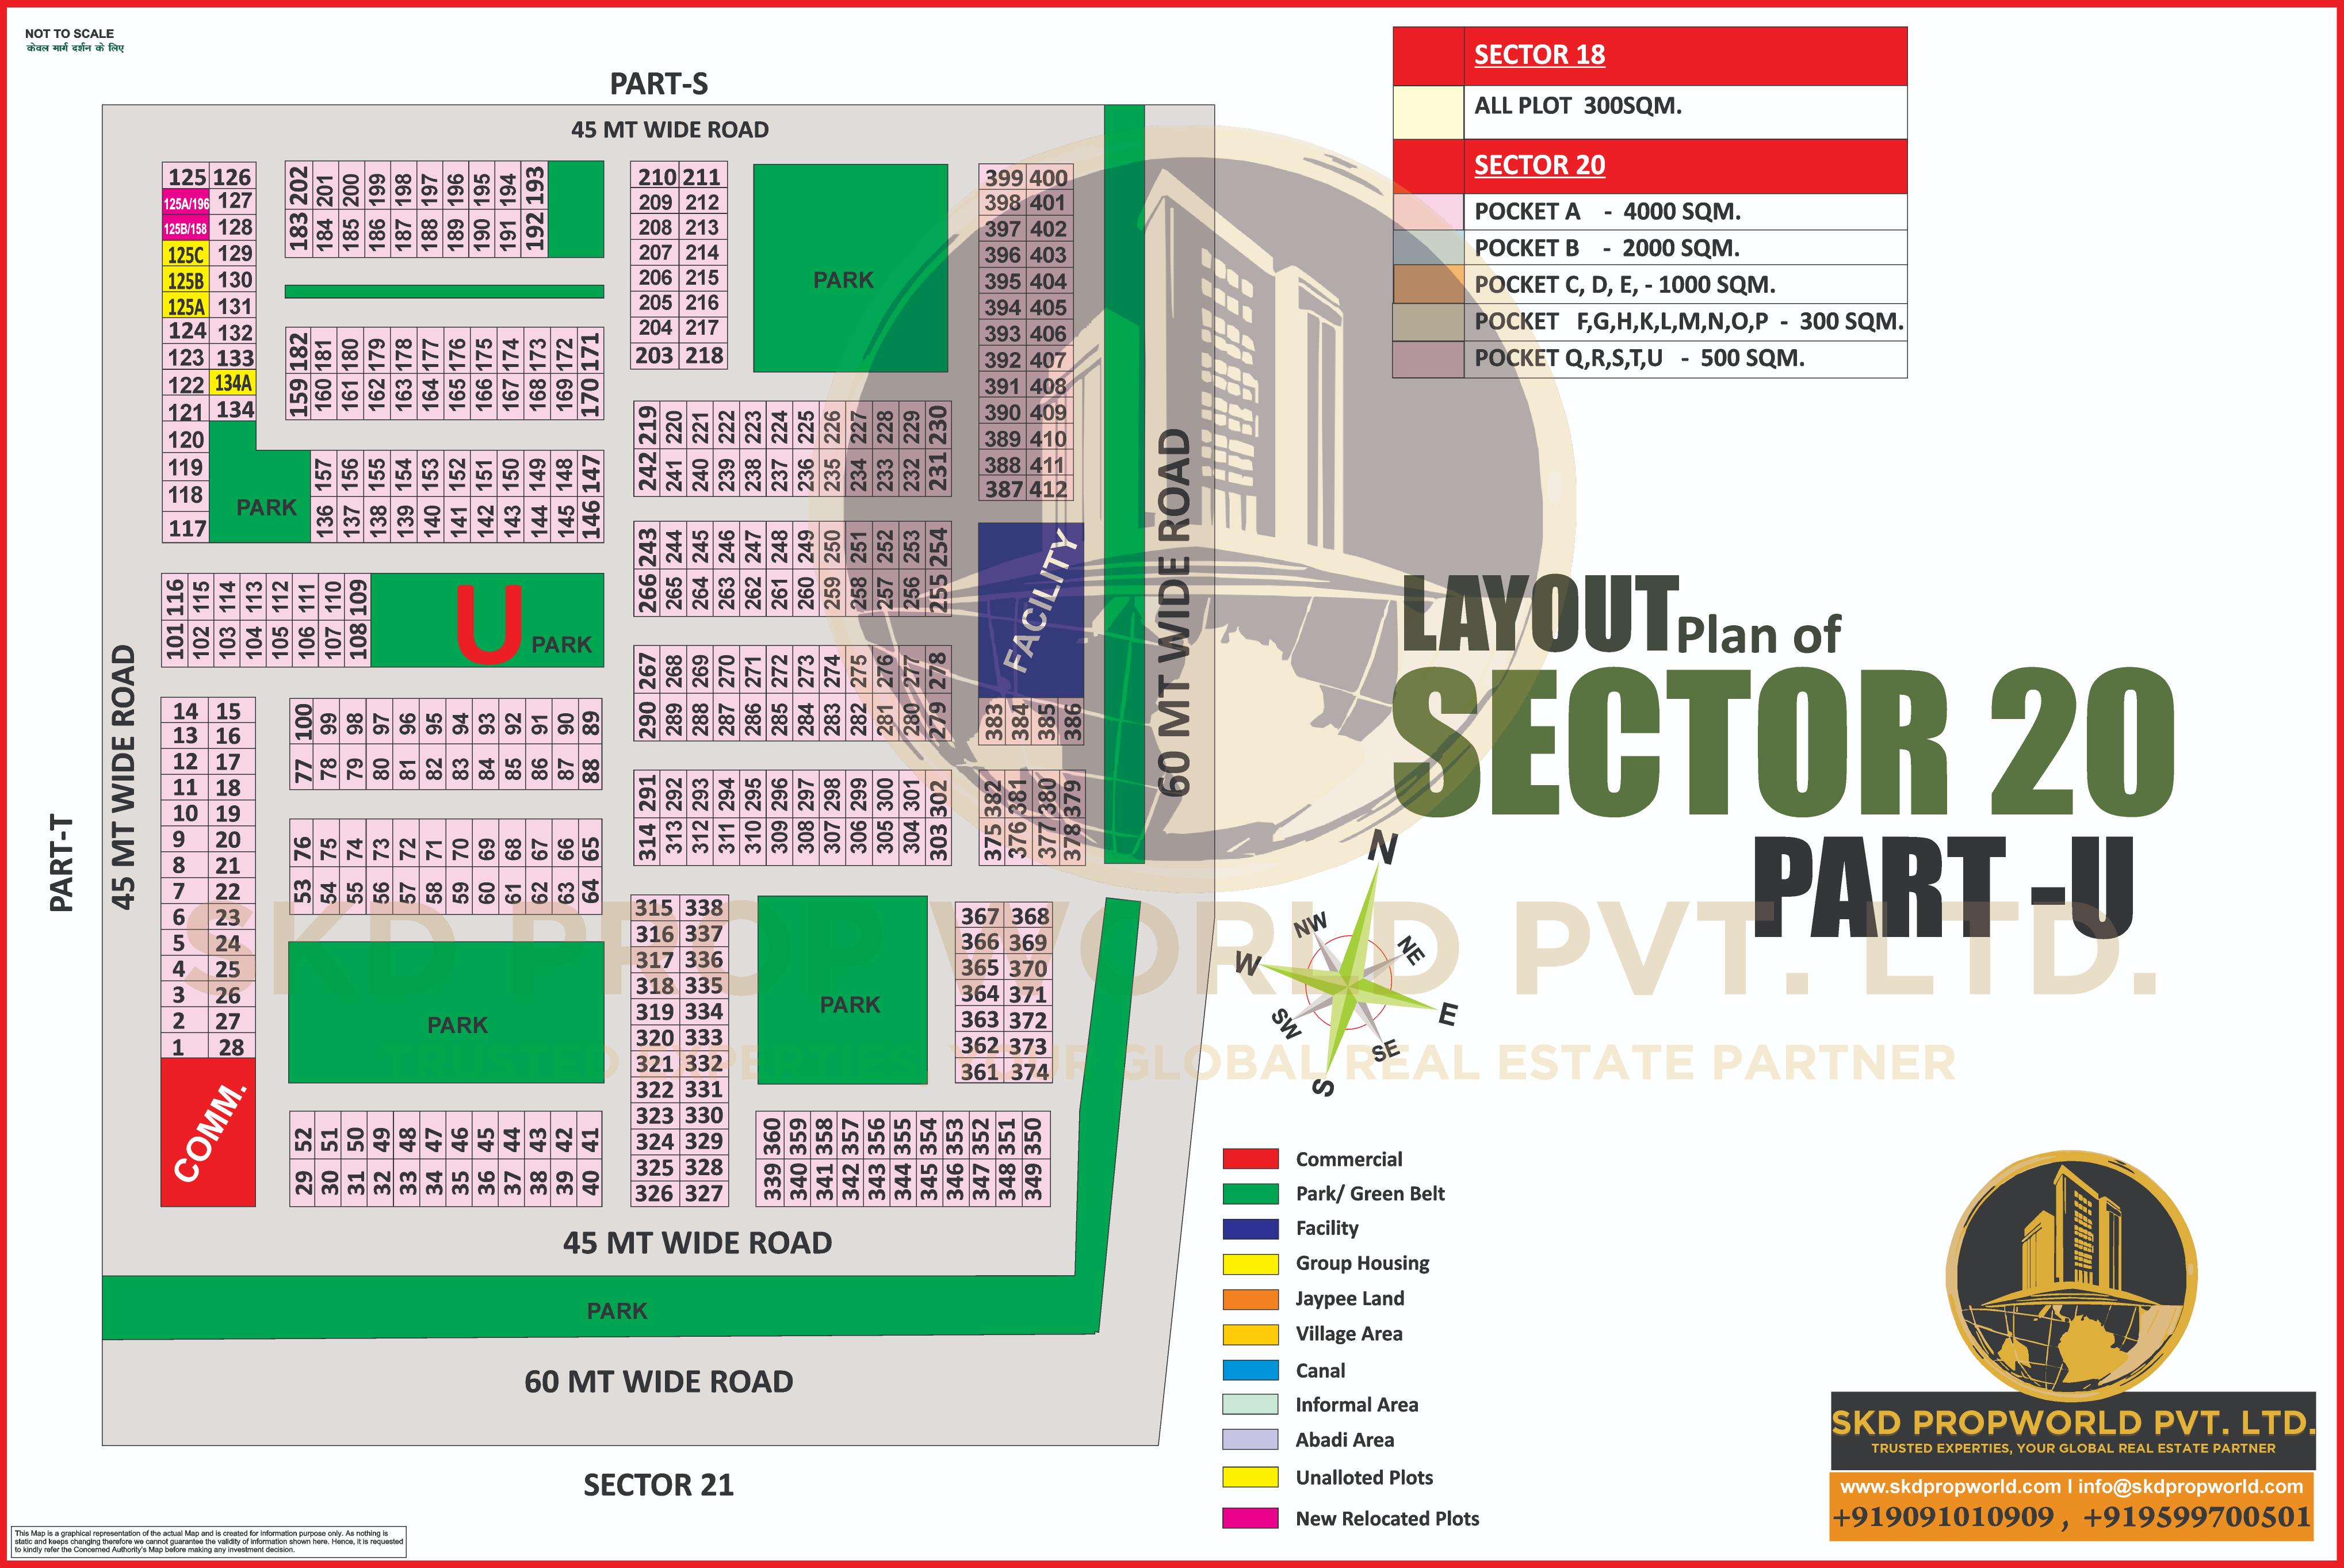 NOT TO SCALE
केवल मार्ग दर्शन के लिए
PART-S
45 MT WIDE ROAD
125 126
125A/196 127
125B/158 128
125C 129
125B 130
125A 131
124 132
123 133
122 134A
121 134
120
119
118
117
PARK
202 201 200 199 198 197 196 195 194 193
183 184 185 186 187 188 189 190 191 192
182 181 180 179 178 177 176 175 174 173 172 171
159 160 161 162 163 164 165 166 167 168 169 170
157 156 155 154 153 152 151 150 149 148 147
136 137 138 139 140 141 142 143 144 145 146
116 115 114 113 112 111 110 109
101 102 103 104 105 106 107 108
U PARK
210 211
209 212
208 213
207 214
206 215
205 216
204 217
203 218
PARK
399 400
398 401
397 402
396 403
395 404
394 405
393 406
392 407
391 408
390 409
389 410
388 411
387 412
219 220 221 222 223 224 225 226 227 228 229 230
242 241 240 239 238 237 236 235 234 233 232 231
243 244 245 246 247 248 249 250 251 252 253 254
266 265 264 263 262 261 260 259 258 257 256 255
267 268 269 270 271 272 273 274 275 276 277 278
290 289 288 287 286 285 284 283 282 281 280 279
291 292 293 294 295 296 297 298 299 300 301 302
314 313 312 311 310 309 308 307 306 305 304 303
FACILITY
383 384 385 386
382 381 380 379
375 376 377 378
60 MT WIDE ROAD
60 MT WIDE ROAD
PART-T
45 MT WIDE ROAD
14 15
13 16
12 17
11 18
10 19
9 20
8 21
7 22
6 23
5 24
4 25
3 26
2 27
1 28
COMM.
100 99 98 97 96 95 94 93 92 91 90 89
77 78 79 80 81 82 83 84 85 86 87 88
76 75 74 73 72 71 70 69 68 67 66 65
53 54 55 56 57 58 59 60 61 62 63 64
PARK
52 51 50 49 48 47 46 45 44 43 42 41
29 30 31 32 33 34 35 36 37 38 39 40
315 338
316 337
317 336
318 335
319 334
320 333
321 332
322 331
323 330
324 329
325 328
326 327
PARK
367 368
366 369
365 370
364 371
363 372
362 373
361 374
360 359 358 357 356 355 354 353 352 351 350
339 340 341 342 343 344 345 346 347 348 349
45 MT WIDE ROAD
PARK
60 MT WIDE ROAD
SECTOR 21
SECTOR 18
ALL PLOT 300SQM.
SECTOR 20
POCKET A - 4000 SQM.
POCKET B - 2000 SQM.
POCKET C, D, E, - 1000 SQM.
POCKET F,G,H,K,L,M,N,O,P - 300 SQM.
POCKET Q,R,S,T,U - 500 SQM.
LAYOUT Plan of
SECTOR 20
PART -U
N
NW NE
W E
SW SE
S
SKD PROP WORLD PVT. LTD.
TRUSTED EXPERTIES, YOUR GLOBAL REAL ESTATE PARTNER
Commercial
Park/ Green Belt
Facility
Group Housing
Jaypee Land
Village Area
Canal
Informal Area
Abadi Area
Unalloted Plots
New Relocated Plots
SKD PROPWORLD PVT. LTD.
TRUSTED EXPERTIES, YOUR GLOBAL REAL ESTATE PARTNER
www.skdpropworld.com I info@skdpropworld.com
+919091010909 , +919599700501
This Map is a graphical representation of the actual Map and is created for information purpose only. As nothing is
static and keeps changing therefore we cannot guarantee the validity of information shown here. Hence, it is requested
to kindly refer the Concerned Authority's Map before making any investment decision.